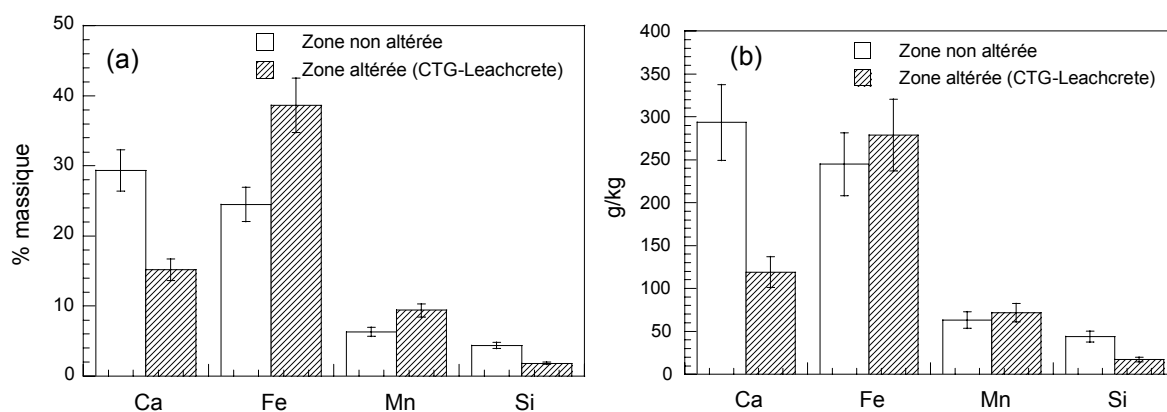 (a)
Zone non altérée
Zone altérée (CTG-Leachcrete)
% massique
50
40
30
20
10
0
Ca Fe Mn Si
(b)
Zone non altérée
Zone altérée (CTG-Leachcrete)
g/kg
400
350
300
250
200
150
100
50
0
Ca Fe Mn Si